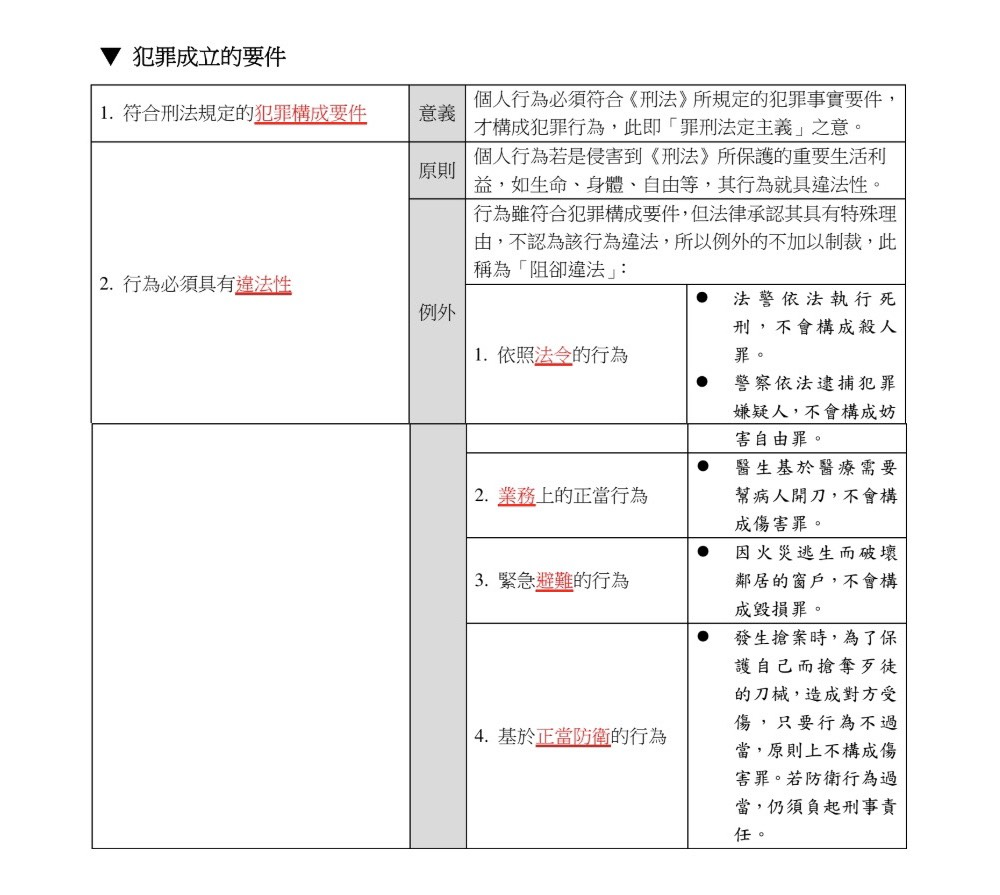 ▼ 犯罪成立的要件
1. 符合刑法規定的犯罪構成要件
意義
個人行為必須符合《刑法》所規定的犯罪事實要件，
才構成犯罪行為，此即「罪刑法定主義」之意。
2. 行為必須具有違法性
原則
個人行為若是侵害到《刑法》所保護的重要生活利
益，如生命、身體、自由等，其行為就具違法性。
例外
行為雖符合犯罪構成要件，但法律承認其具有特殊理
由，不認為該行為違法，所以例外的不加以制裁，此
稱為「阻卻違法」：
1. 依照法令的行為
● 法警依法執行死
刑，不會構成殺人
罪。
● 警察依法逮捕犯罪
嫌疑人，不會構成妨
害自由罪。
2. 業務上的正當行為
● 醫生基於醫療需要
幫病人開刀，不會構
成傷害罪。
3. 緊急避難的行為
● 因火災逃生而破壞
鄰居的窗戶，不會構
成毀損罪。
4. 基於正當防衛的行為
● 發生搶案時，為了保
護自己而搶奪歹徒
的刀械，造成對方受
傷，只要行為不過
當，原則上不構成傷
害罪。若防衛行為過
當，仍須負起刑事責
任。